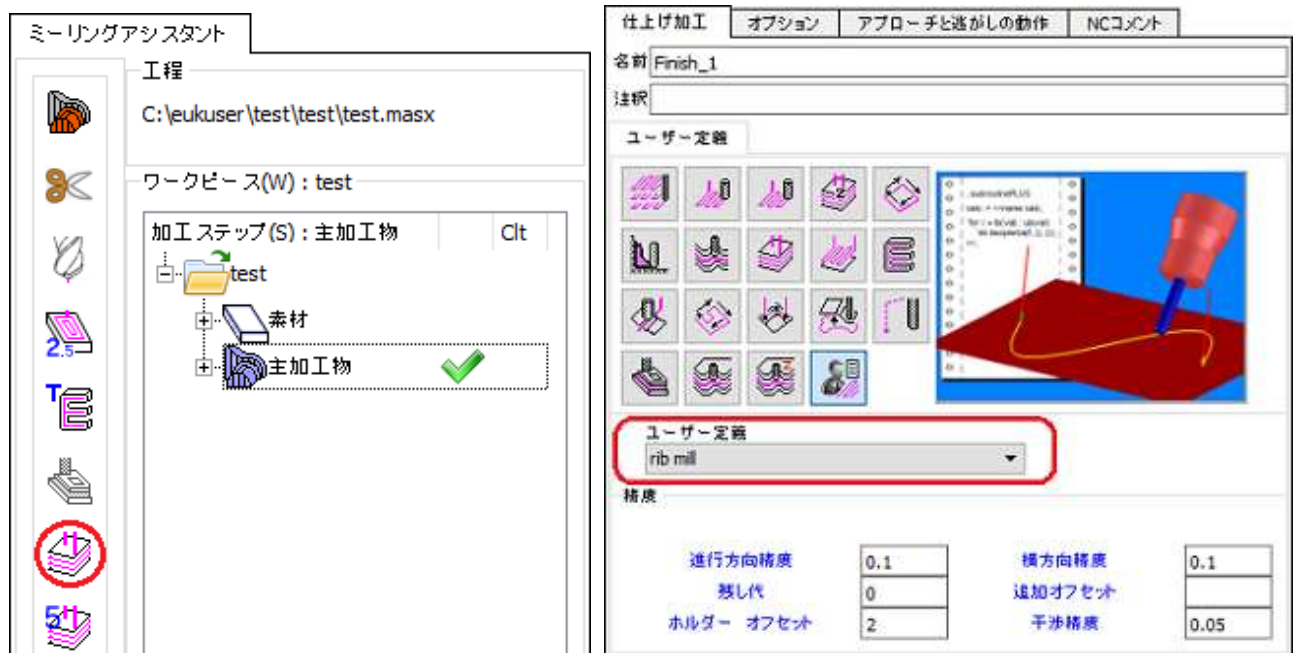 ミーリングアシスタント
工程
C:\eukuser\test\test\test.masx
ワークピース(W) : test
加工ステップ(S) : 主加工物 Clt
test
素材
主加工物
2.5
T
5
仕上げ加工 オプション アプローチと逃がしの動作 NCコメント
名前 Finish_1
注釈
ユーザー定義
Z
ユーザー定義
rib mill
精度
進行方向精度 0.1 横方向精度 0.1
残し代 0 追加オフセット
ホルダー オフセット 2 干渉精度 0.05